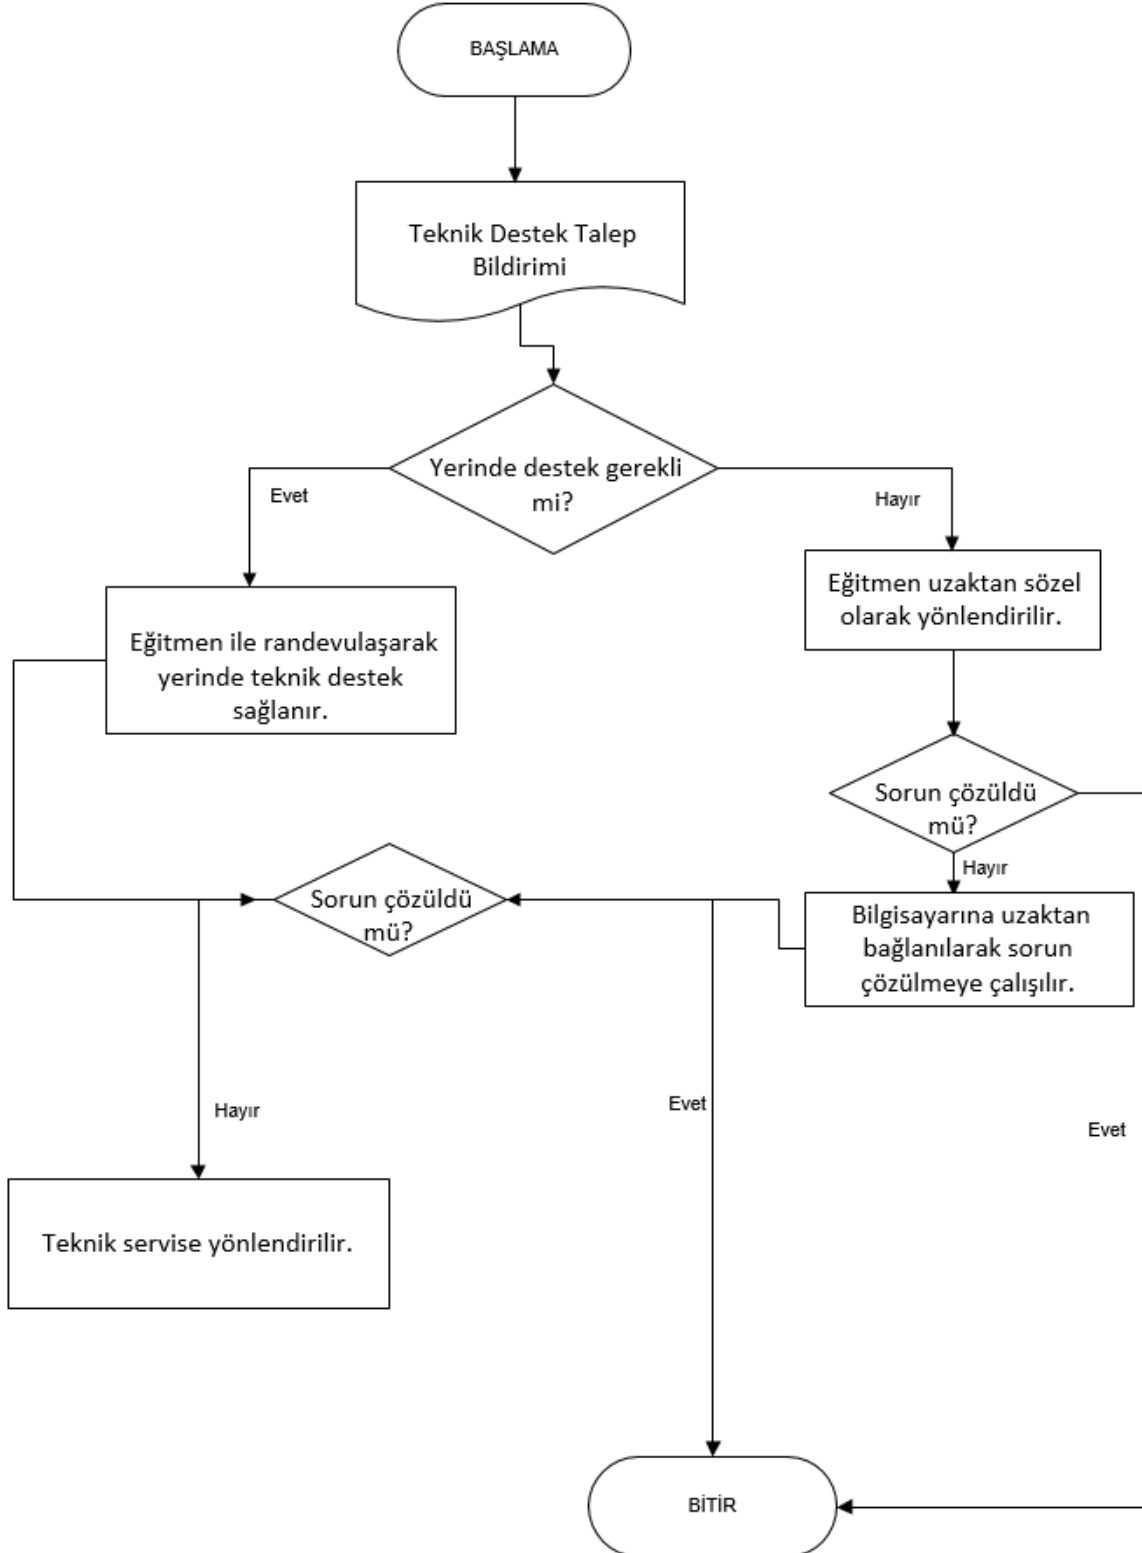 BAŞLAMA
Teknik Destek Talep
Bildirimi
Yerinde destek gerekli
mi?
Evet
Hayır
Eğitmen uzaktan sözel
olarak yönlendirilir.
Eğitmen ile randevulaşarak
yerinde teknik destek
sağlanır.
Sorun çözüldü
mü?
Hayır
Sorun çözüldü
mü?
Bilgisayarına uzaktan
bağlanılarak sorun
çözülmeye çalışılır.
Hayır
Evet
Evet
Teknik servise yönlendirilir.
BİTİR